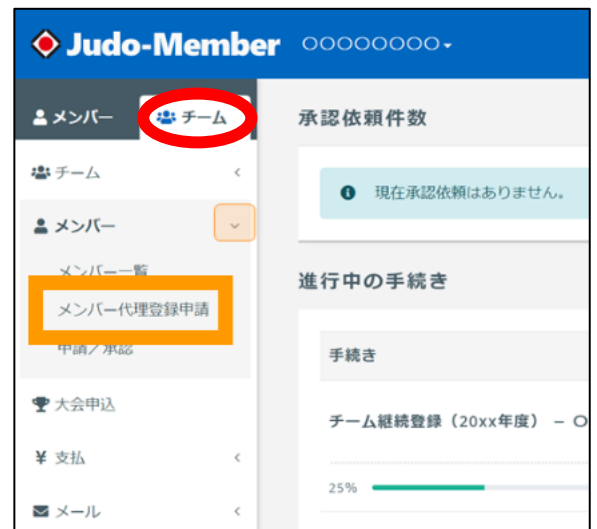 Judo-Member OOOOOOOO
メンバー チーム
チーム
メンバー
メンバー一覧
メンバー代理登録申請
申請／承認
大会申込
¥ 支払
メール
承認依頼件数
現在承認依頼はありません。
進行中の手続き
手続き
チーム継続登録（20xx年度） – O
25%